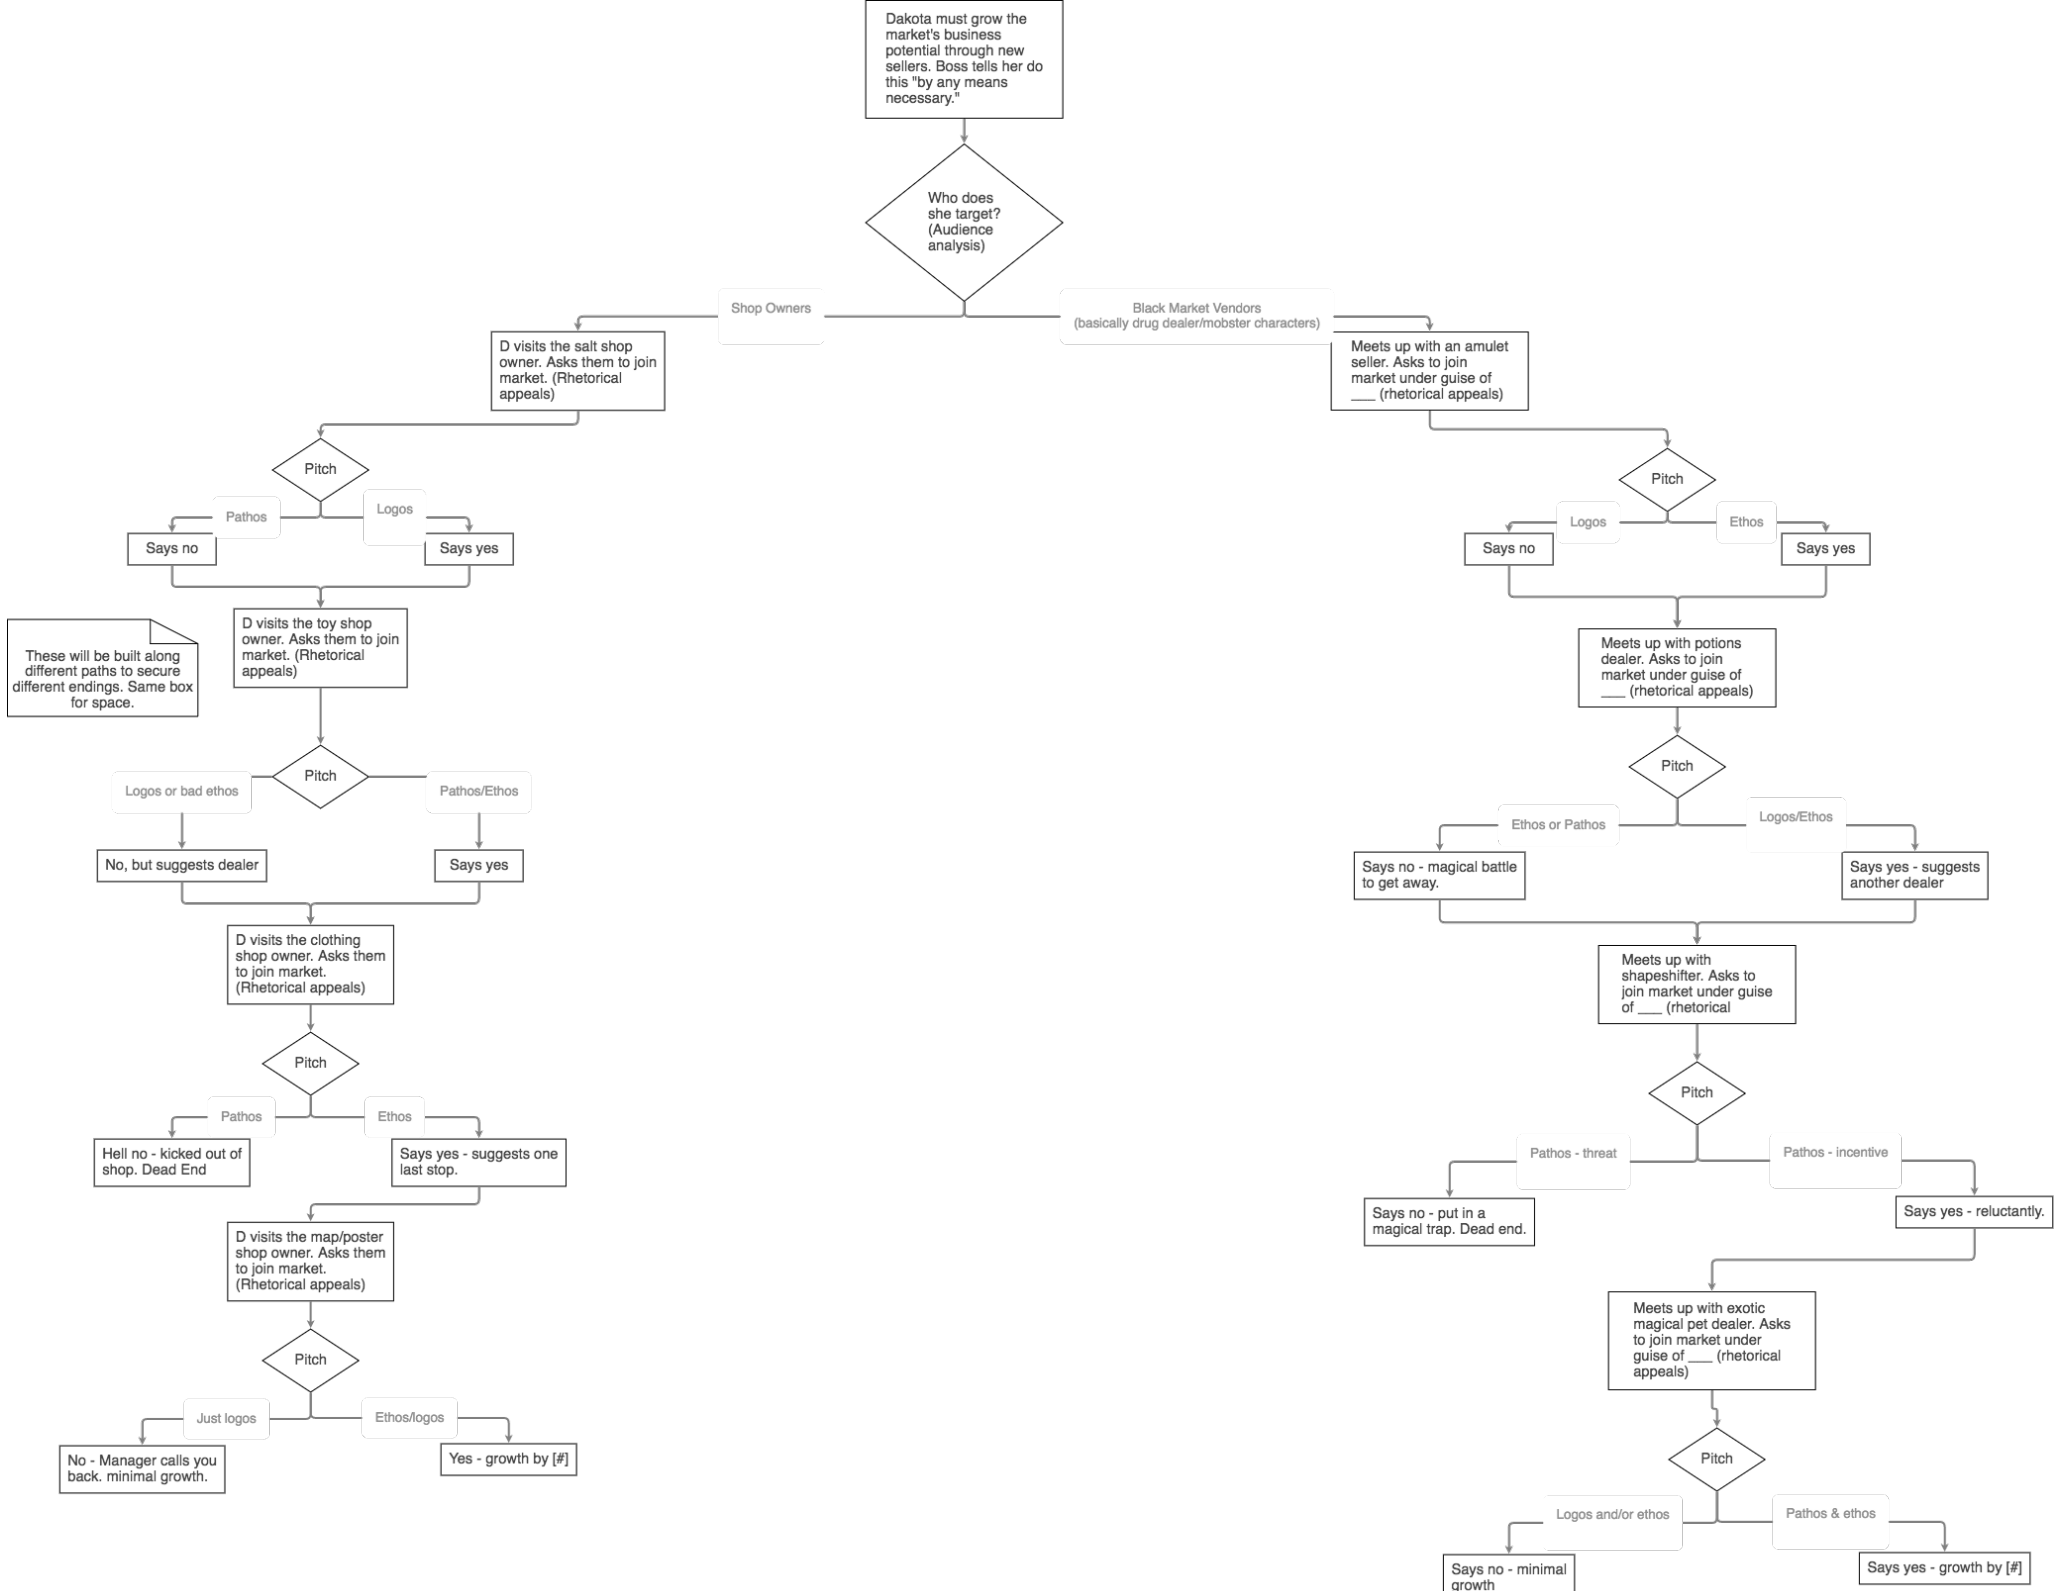 Dakota must grow the
market's business
potential through new
sellers. Boss tells her do
this "by any means
necessary."
Who does
she target?
(Audience
analysis)
Shop Owners
Black Market Vendors
(basically drug dealer/mobster characters)
D visits the salt shop
owner. Asks them to join
market. (Rhetorical
appeals)
Pitch
Pathos
Logos
Says no
Says yes
D visits the toy shop
owner. Asks them to join
market. (Rhetorical
appeals)
These will be built along
different paths to secure
different endings. Same box
for space.
Pitch
Logos or bad ethos
Pathos/Ethos
No, but suggests dealer
Says yes
D visits the clothing
shop owner. Asks them
to join market.
(Rhetorical appeals)
Pitch
Pathos
Ethos
Hell no - kicked out of
shop. Dead End
Says yes - suggests one
last stop.
D visits the map/poster
shop owner. Asks them
to join market.
(Rhetorical appeals)
Pitch
Just logos
Ethos/logos
No - Manager calls you
back. minimal growth.
Yes - growth by [#]
Meets up with an amulet
seller. Asks to join
market under guise of
___ (rhetorical appeals)
Pitch
Logos
Ethos
Says no
Says yes
Meets up with potions
dealer. Asks to join
market under guise of
___ (rhetorical appeals)
Pitch
Ethos or Pathos
Logos/Ethos
Says no - magical battle
to get away.
Says yes - suggests
another dealer
Meets up with
shapeshifter. Asks to
join market under guise
of ___ (rhetorical
Pitch
Pathos - threat
Pathos - incentive
Says no - put in a
magical trap. Dead end.
Says yes - reluctantly.
Meets up with exotic
magical pet dealer. Asks
to join market under
guise of ___ (rhetorical
appeals)
Pitch
Logos and/or ethos
Pathos & ethos
Says no - minimal
growth
Says yes - growth by [#]